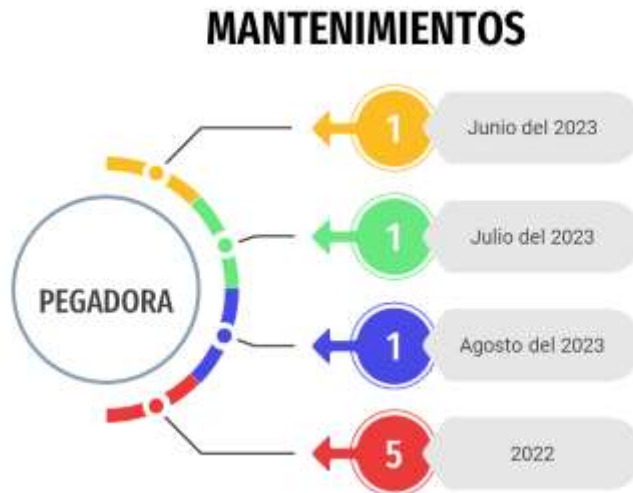 MANTENIMIENTOS
PEGADORA
1
Junio del 2023
1
Julio del 2023
1
Agosto del 2023
5
2022